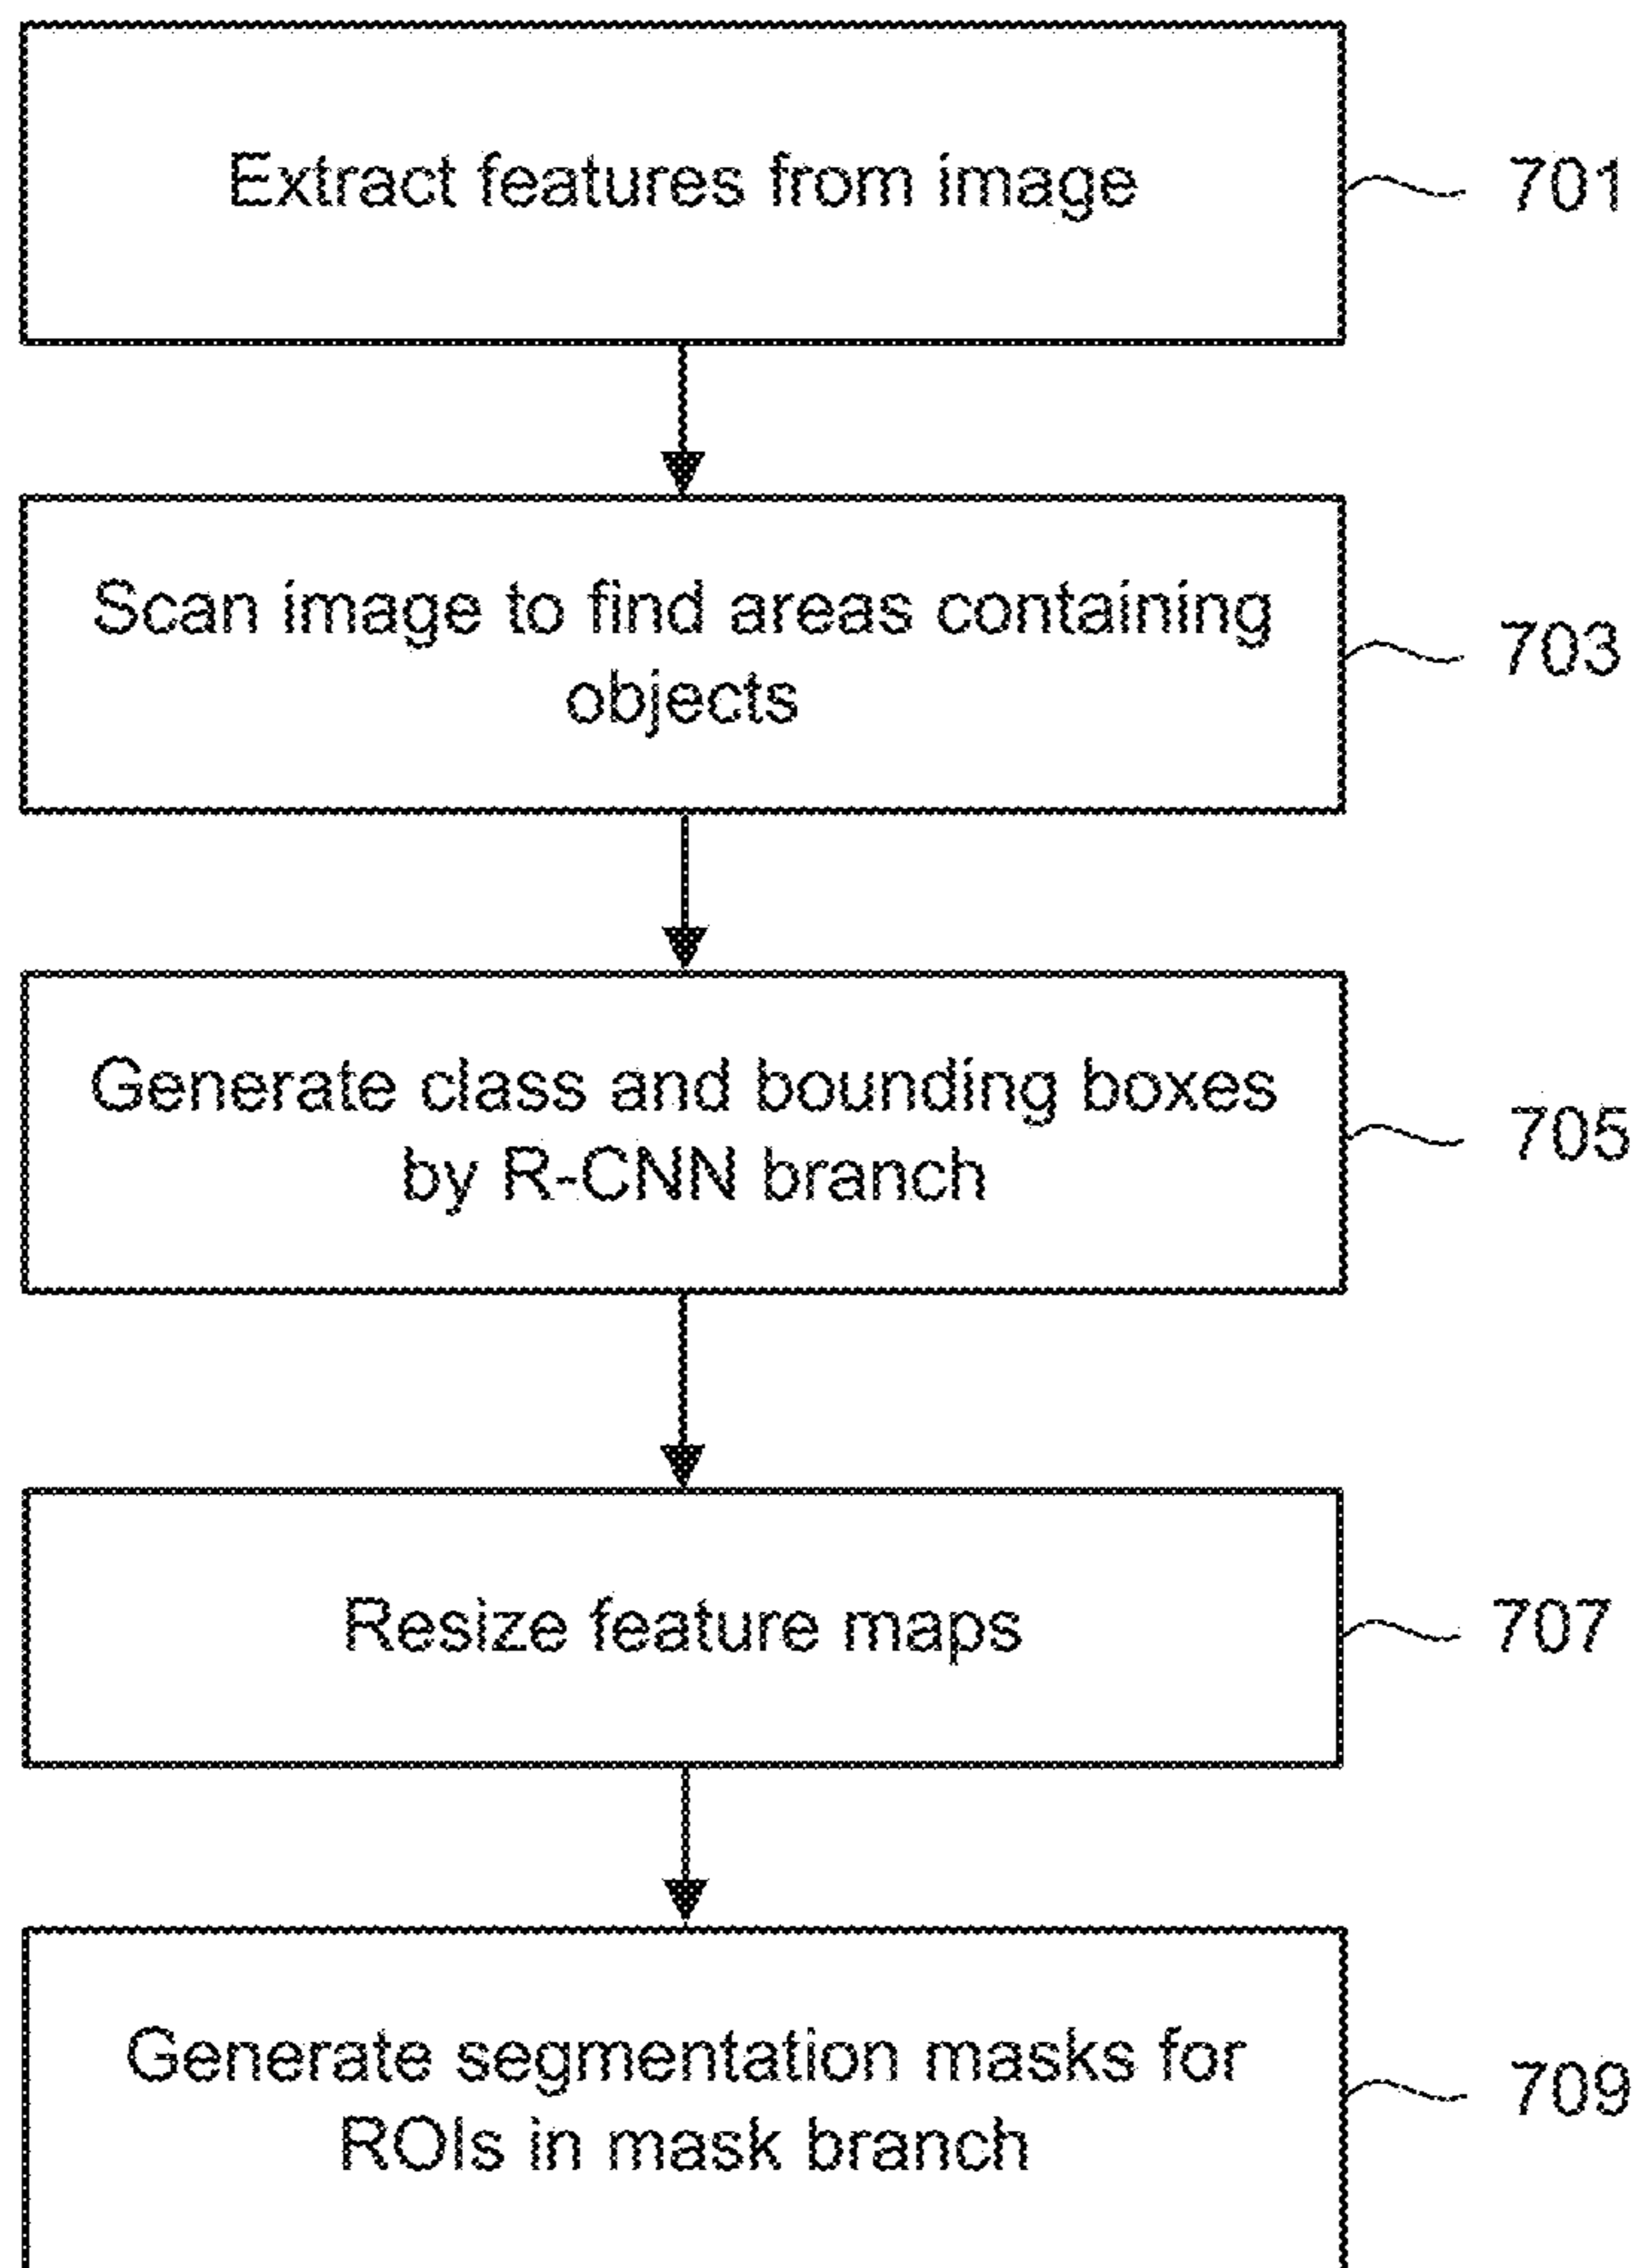 Extract features from image
701
Scan image to find areas containing
objects
703
Generate class and bounding boxes
by R-CNN branch
705
Resize feature maps
707
Generate segmentation masks for
ROIs in mask branch
709